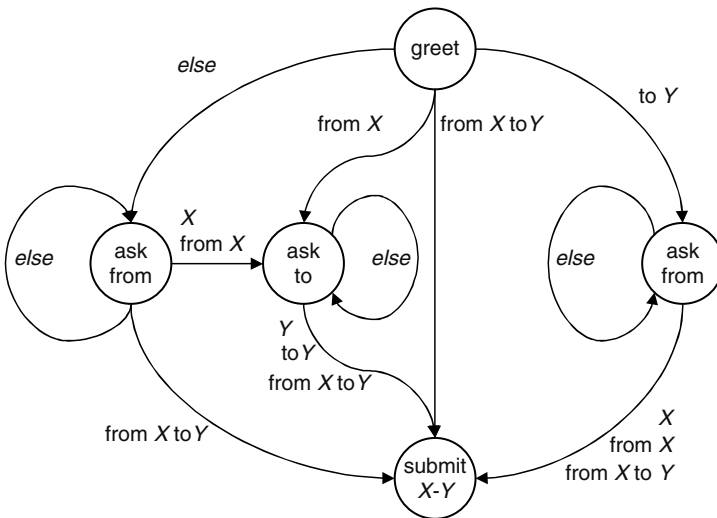 greet
else
to Y
from X
from X to Y
X
from X
ask
from
else
ask
to
else
else
ask
from
Y
to Y
from X to Y
from X to Y
X
from X
from X to Y
submit
X-Y